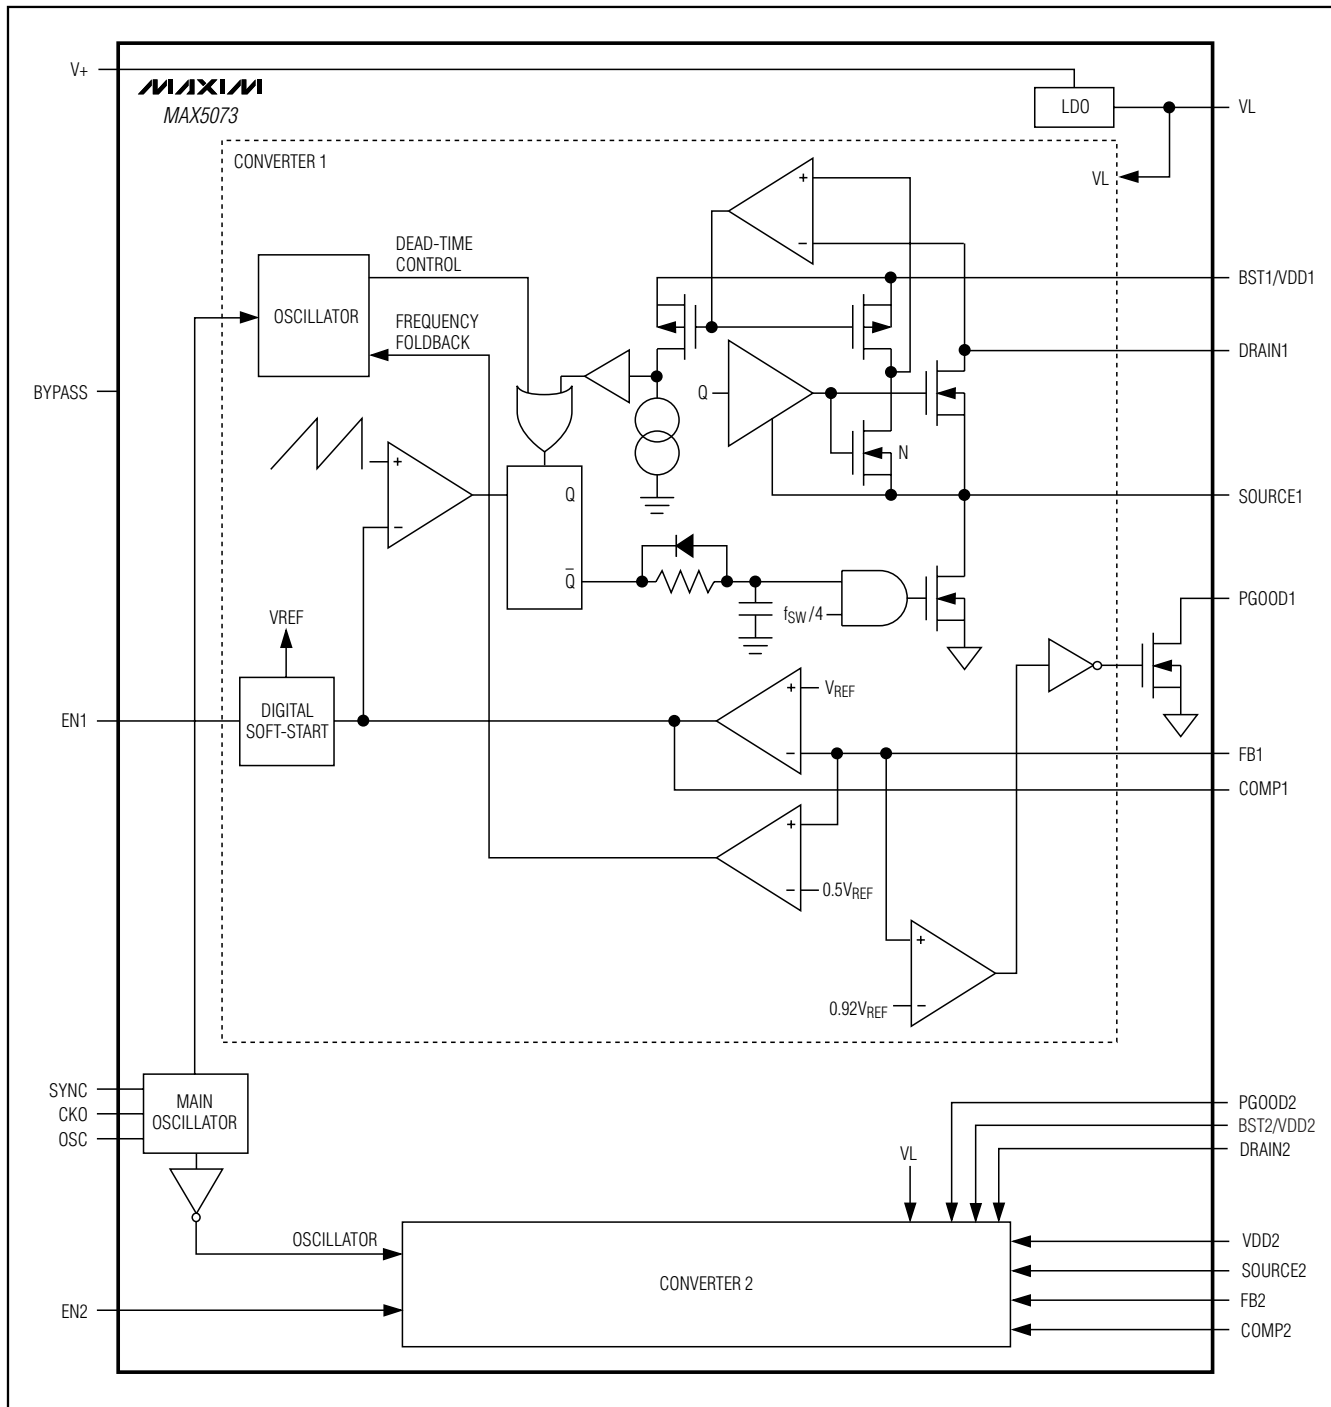 V+
MAXIM
MAX5073
LDO
VL
CONVERTER 1
VL
+
−
DEAD-TIME
CONTROL
OSCILLATOR
FREQUENCY
FOLDBACK
BST1/VDD1
DRAIN1
BYPASS
Q
N
+
−
Q
SOURCE1
Q̅
fSW/4
PGOOD1
VREF
EN1
DIGITAL
SOFT-START
+
VREF
−
FB1
COMP1
+
−
0.5VREF
+
0.92VREF
−
SYNC
CKO
OSC
MAIN
OSCILLATOR
PGOOD2
BST2/VDD2
DRAIN2
VL
OSCILLATOR
VDD2
CONVERTER 2
SOURCE2
EN2
FB2
COMP2